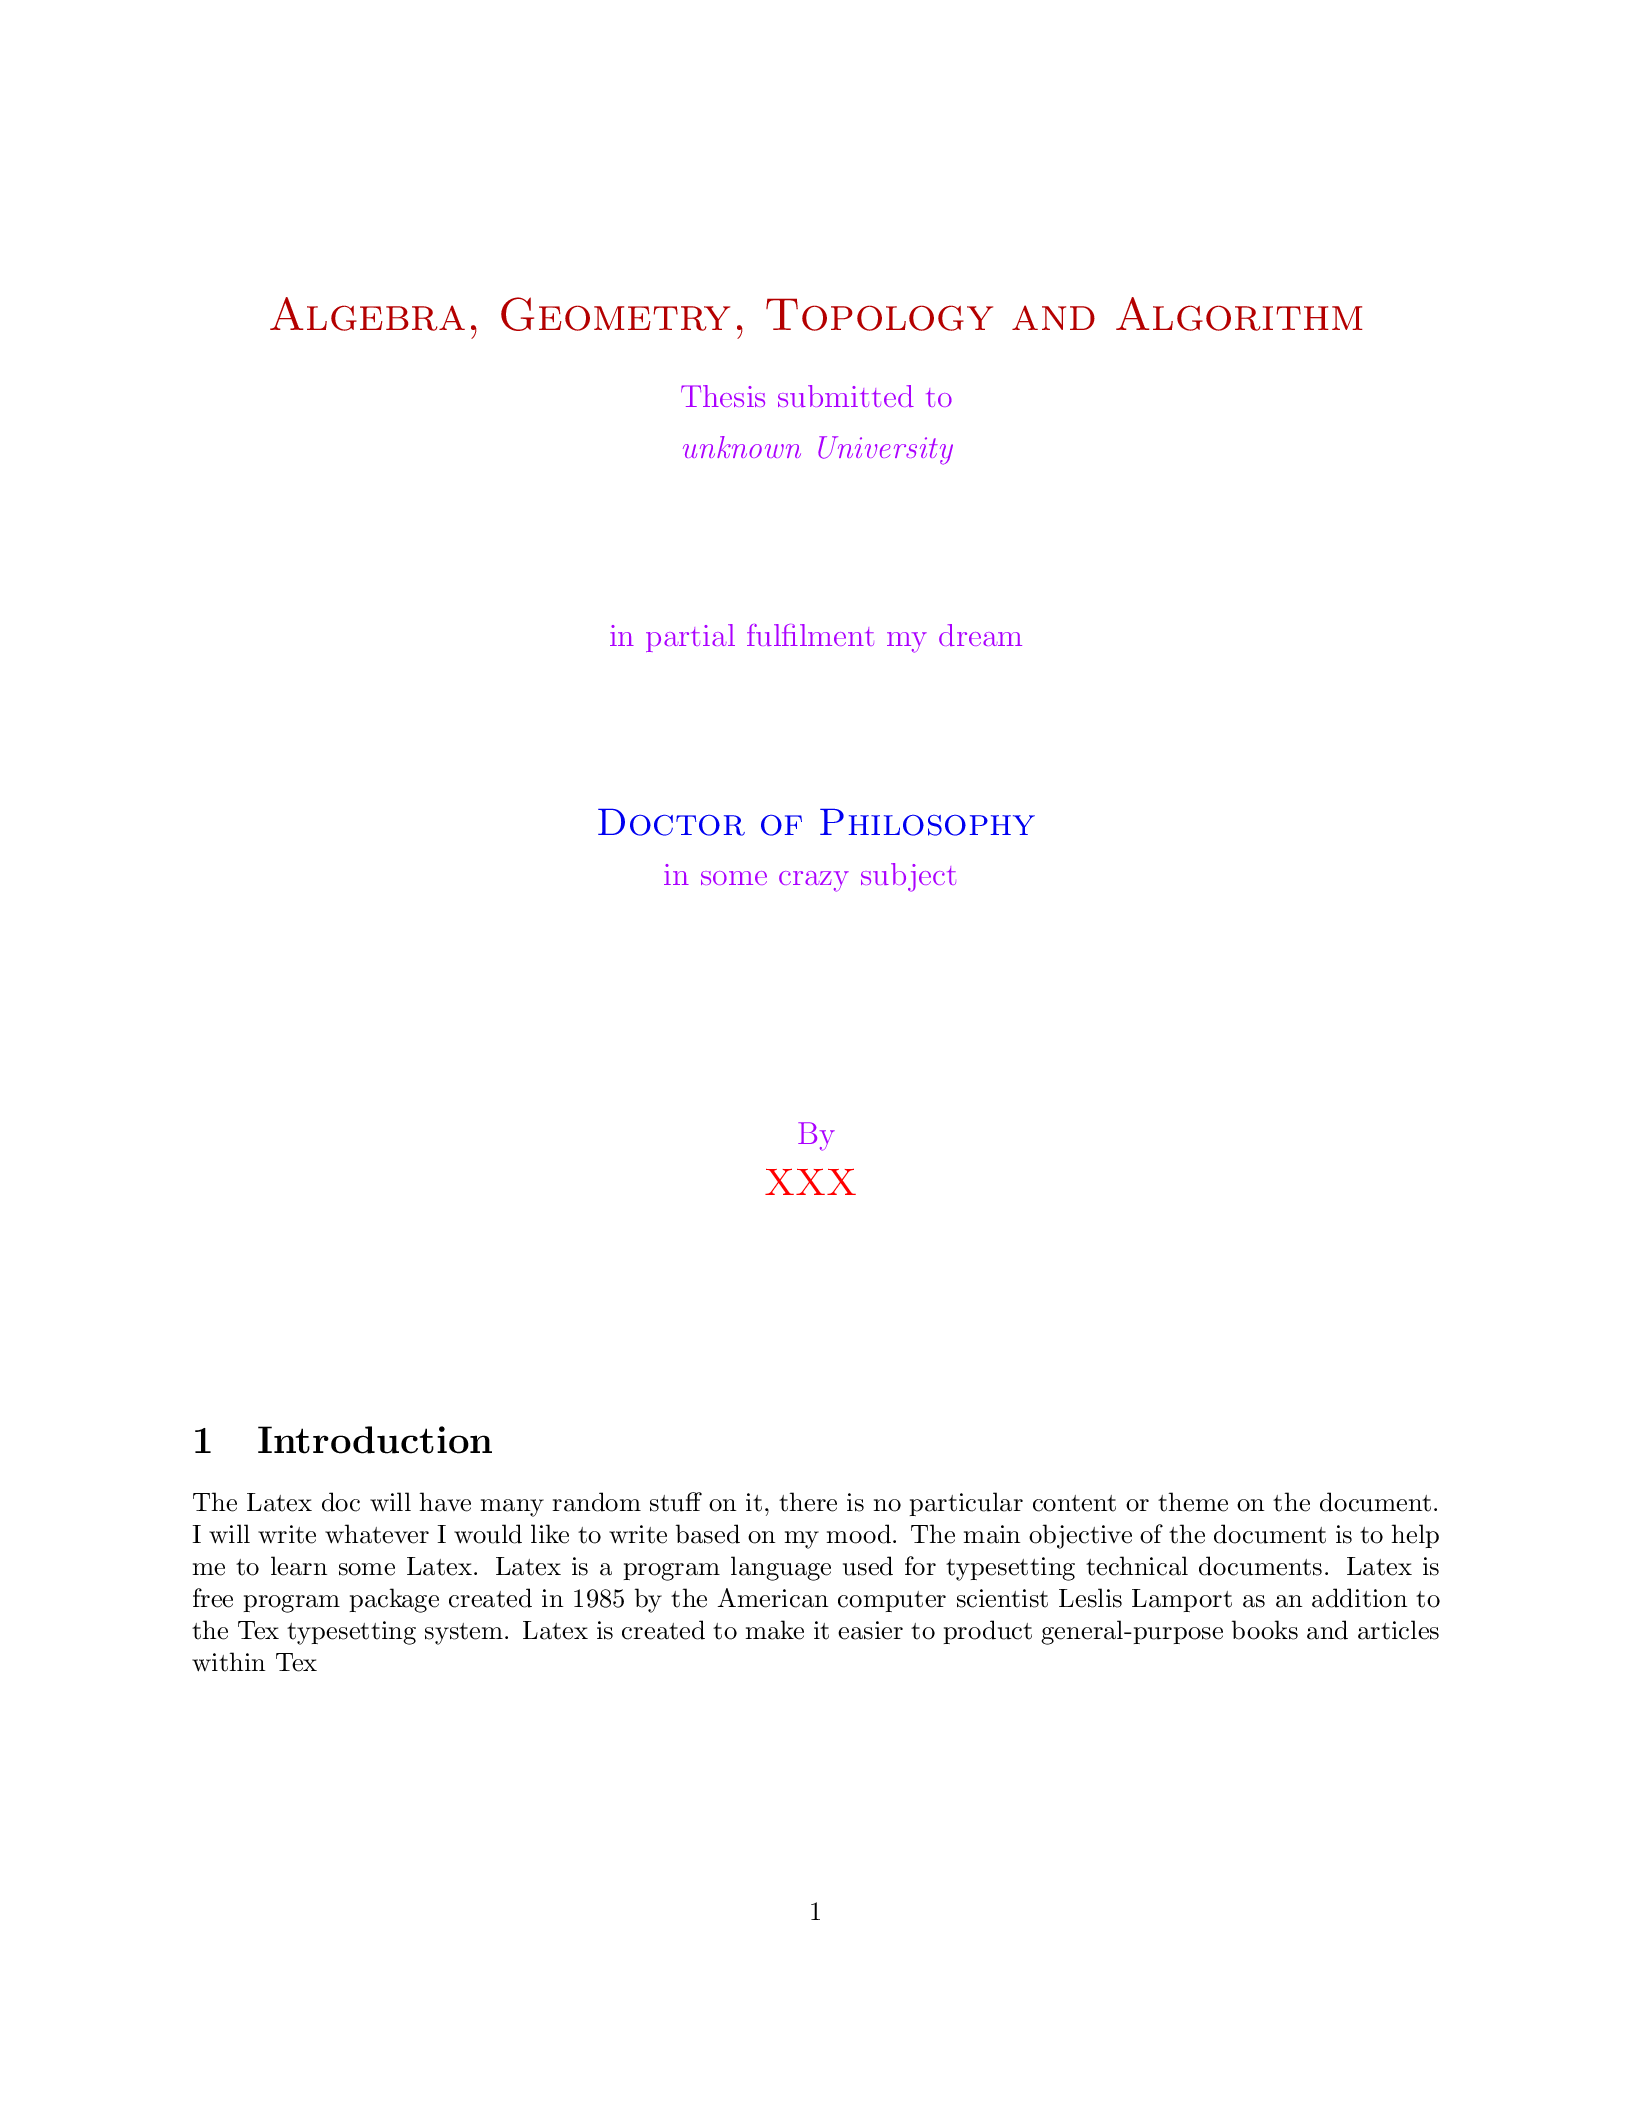 Algebra, Geometry, Topology and Algorithm
Thesis submitted to
unknown University
in partial fulfilment my dream
Doctor of Philosophy
in some crazy subject
By
XXX
1 Introduction
The Latex doc will have many random stuff on it, there is no particular content or theme on the document.
I will write whatever I would like to write based on my mood. The main objective of the document is to help
me to learn some Latex. Latex is a program language used for typesetting technical documents. Latex is
free program package created in 1985 by the American computer scientist Leslis Lamport as an addition to
the Tex typesetting system. Latex is created to make it easier to product general-purpose books and articles
within Tex
1